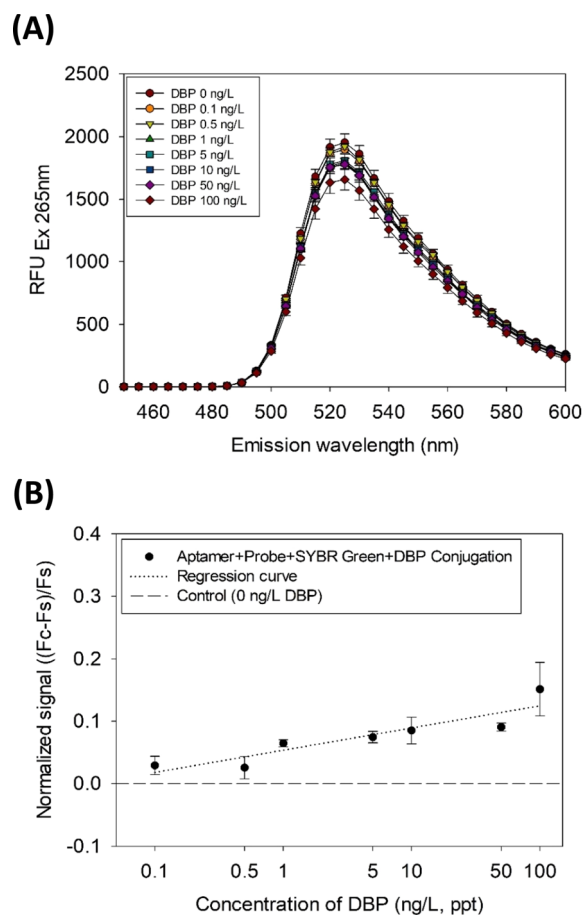 (A)
2500
2000
1500
1000
500
0
DBP 0 ng/L
DBP 0.1 ng/L
DBP 0.5 ng/L
DBP 1 ng/L
DBP 5 ng/L
DBP 10 ng/L
DBP 50 ng/L
DBP 100 ng/L
RFU Ex 265nm
460 480 500 520 540 560 580 600
Emission wavelength (nm)
(B)
0.4
0.3
0.2
0.1
0.0
-0.1
Aptamer+Probe+SYBR Green+DBP Conjugation
Regression curve
Control (0 ng/L DBP)
Normalized signal ((Fc-Fs)/Fs)
0.1 0.5 1 5 10 50 100
Concentration of DBP (ng/L, ppt)